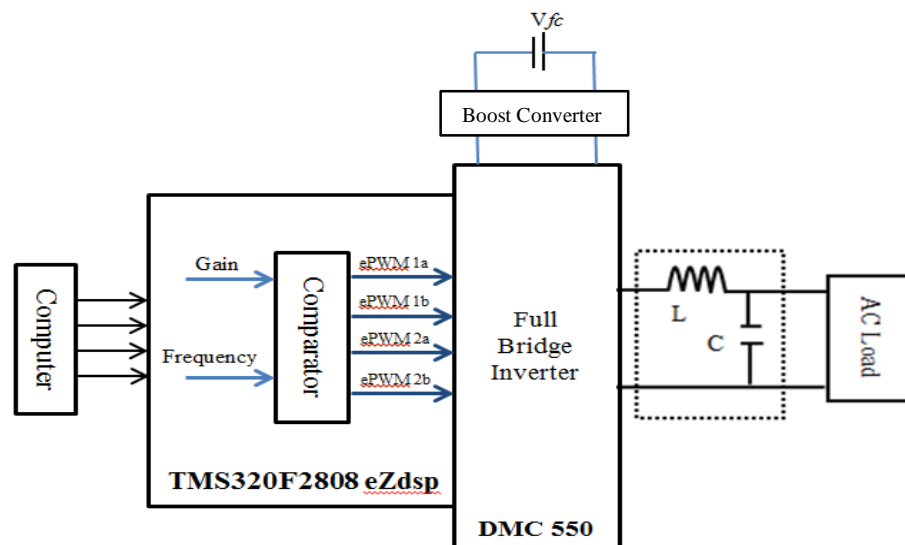 Vfc
Boost Converter
Computer
Gain
Frequency
Comparator
ePWM 1a
ePWM 1b
ePWM 2a
ePWM 2b
TMS320F2808 eZdsp
Full
Bridge
Inverter
DMC 550
L
C
AC Load